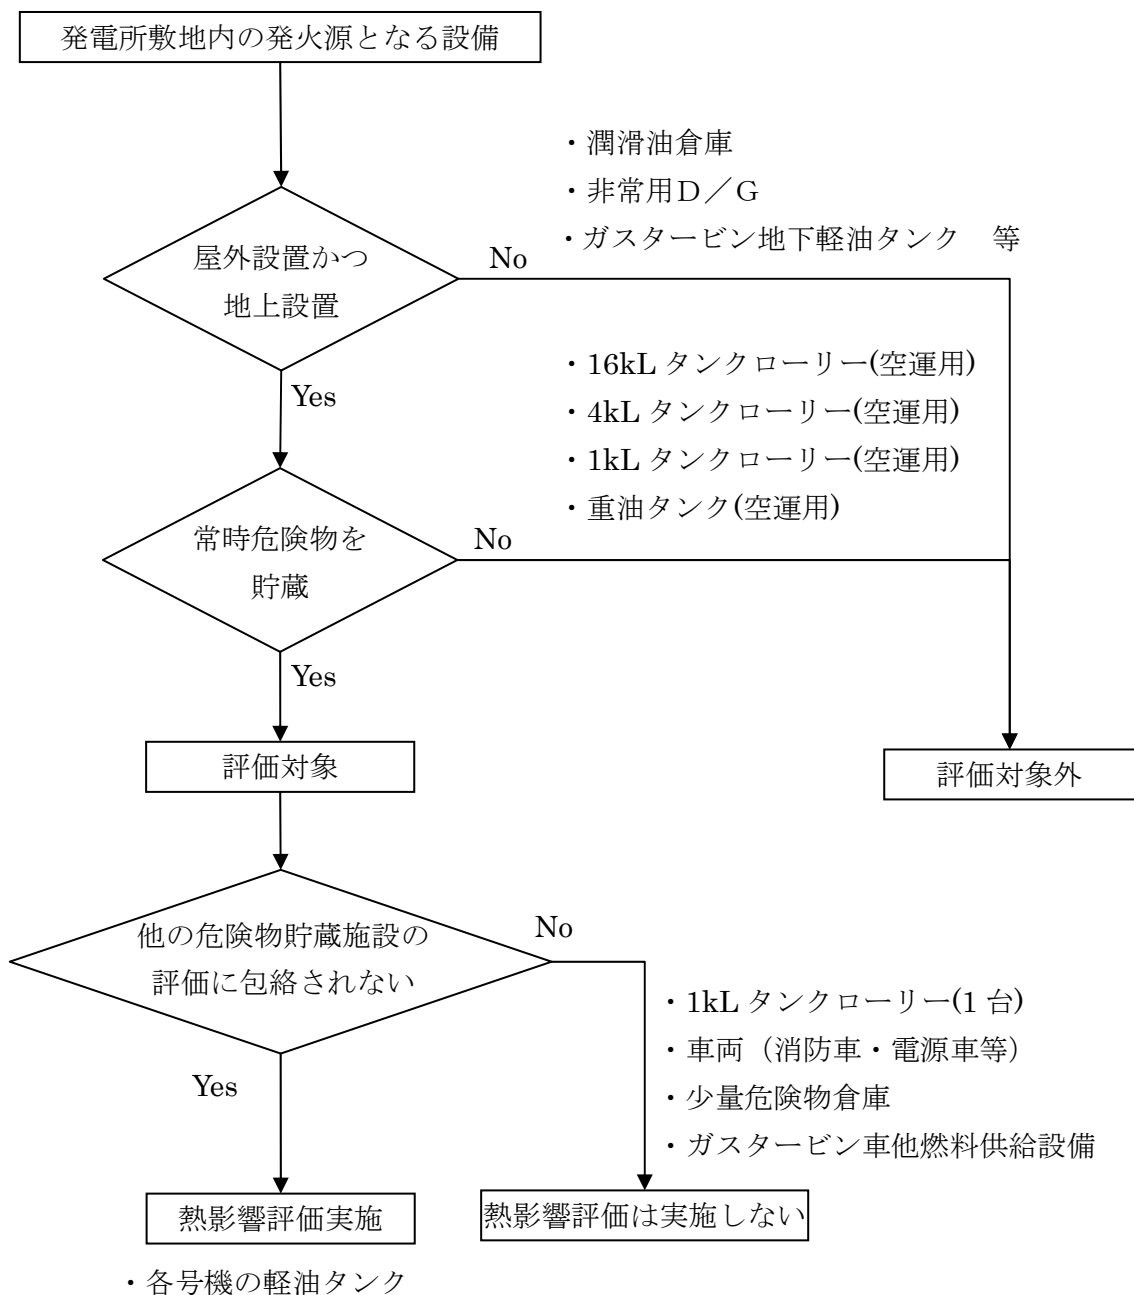 発電所敷地内の発火源となる設備
・潤滑油倉庫
・非常用D/G
・ガスタービン地下軽油タンク 等
屋外設置かつ
地上設置
No
Yes
・16kL タンクローリー(空運用)
・4kL タンクローリー(空運用)
・1kL タンクローリー(空運用)
・重油タンク(空運用)
常時危険物を
貯蔵
No
Yes
評価対象
評価対象外
他の危険物貯蔵施設の
評価に包絡されない
No
Yes
・1kL タンクローリー(1 台)
・車両（消防車・電源車等）
・少量危険物倉庫
・ガスタービン車他燃料供給設備
熱影響評価実施
熱影響評価は実施しない
・各号機の軽油タンク